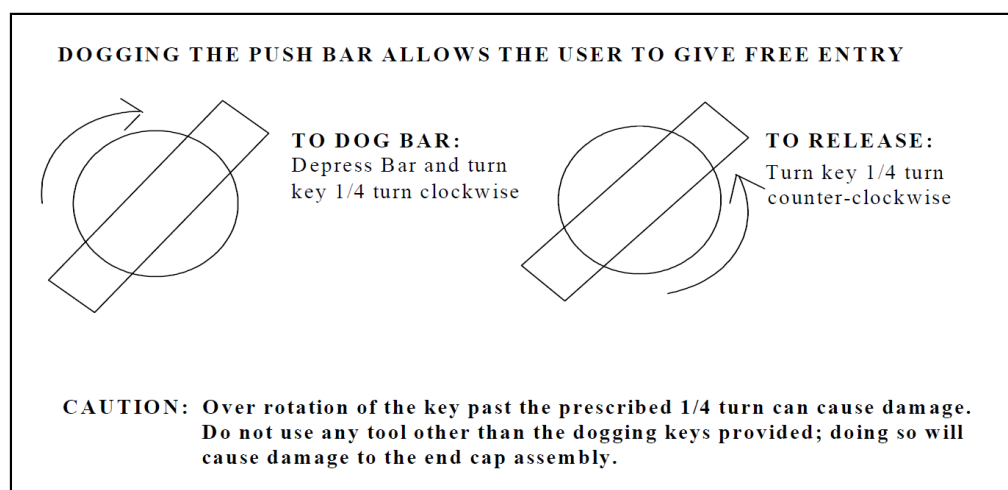 DOGGING THE PUSH BAR ALLOWS THE USER TO GIVE FREE ENTRY
TO DOG BAR:
Depress Bar and turn
key 1/4 turn clockwise
TO RELEASE:
Turn key 1/4 turn
counter-clockwise
CAUTION: Over rotation of the key past the prescribed 1/4 turn can cause damage.
Do not use any tool other than the dogging keys provided; doing so will
cause damage to the end cap assembly.